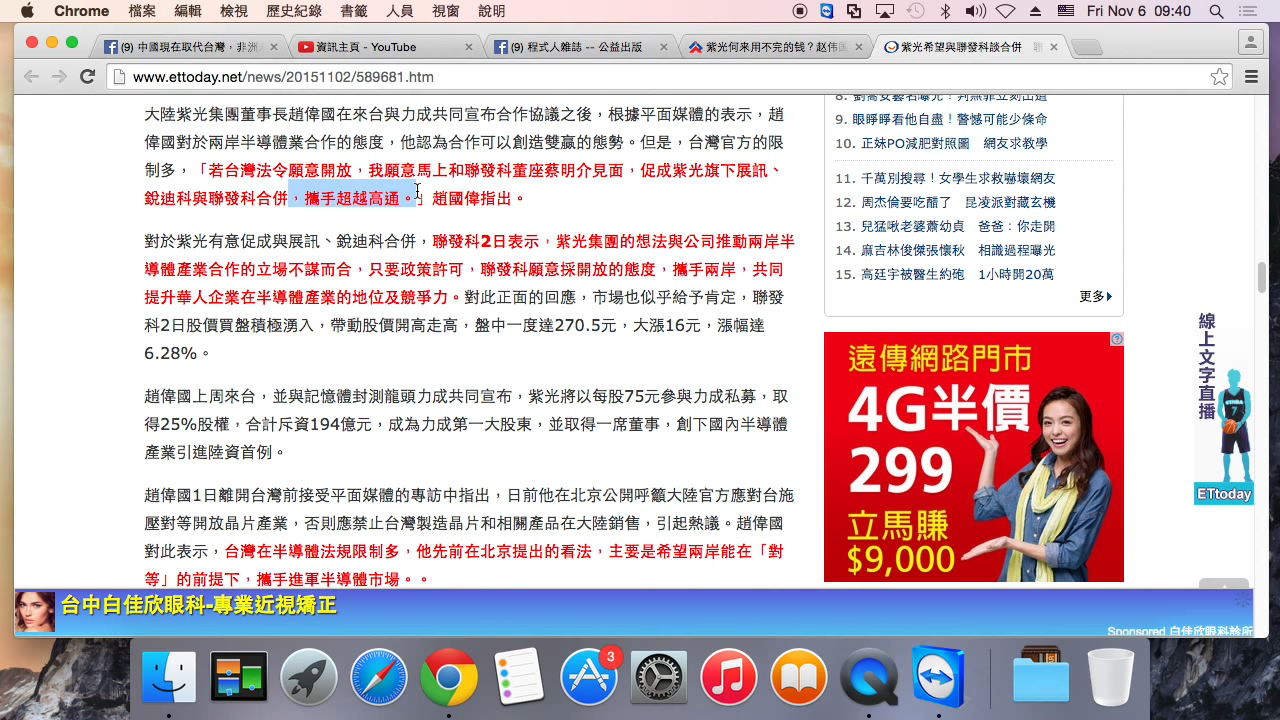 Chrome 檔案 編輯 檢視 歷史紀錄 書籤 人員 視窗 說明 Fri Nov 6 09:40
(9) 中國現在取代台灣，非洲 資訊主頁 - YouTube (9) 程式人雜誌 -- 公益出版 紫光何来用不完的钱？赵伟国 紫光希望與聯發科談合併
www.ettoday.net/news/20151102/589681.htm
大陸紫光集團董事長趙偉國在來台與力成共同宣布合作協議之後，根據平面媒體的表示，趙
偉國對於兩岸半導體業合作的態度，他認為合作可以創造雙贏的態勢。但是，台灣官方的限
制多，「若台灣法令願意開放，我願意馬上和聯發科董座蔡明介見面，促成紫光旗下展訊、
銳迪科與聯發科合併，攜手超越高通。」趙國偉指出。
對於紫光有意促成與展訊、銳迪科合併，聯發科2日表示，紫光集團的想法與公司推動兩岸半
導體產業合作的立場不謀而合，只要政策許可，聯發科願意採開放的態度，攜手兩岸，共同
提升華人企業在半導體產業的地位及競爭力。對此正面的回應，市場也似乎給予肯定，聯發
科2日股價買盤積極湧入，帶動股價開高走高，盤中一度達270.5元，大漲16元，漲幅達
6.28%。
趙偉國上周來台，並與記憶體封測龍頭力成共同宣布，紫光將以每股75元參與力成私募，取
得25%股權，合計斥資194億元，成為力成第一大股東，並取得一席董事，創下國內半導體
產業引進陸資首例。
趙偉國1日離開台灣前接受平面媒體的專訪中指出，日前他在北京公開呼籲大陸官方應對台施
壓對等開放晶片產業，否則應禁止台灣製造晶片和相關產品在大陸銷售，引起熱議。趙偉國
對此表示，台灣在半導體法規限制多，他先前在北京提出的看法，主要是希望兩岸能在「對
等」的前提下，攜手進軍半導體市場。。
8. 劉喬安藝名曝光！判無罪立刻出道
9. 眼睜睜看他自盡！警憾可能少條命
10. 正妹PO減肥對照圖 網友求教學
11. 千萬別搜尋！女學生求救嚇壞網友
12. 周杰倫要吃醋了 昆凌派對藏玄機
13. 兒猛啾老婆蕭幼貞 爸爸：你走開
14. 麻吉林俊傑張懷秋 相識過程曝光
15. 高廷宇被醫生約砲 1小時開20萬
更多
遠傳網路門市
4G半價
299
立馬賺
$9,000
線上文字直播
7
ETtoday
台中白佳欣眼科-專業近視矯正
Sponsored 白佳欣眼科診所
3